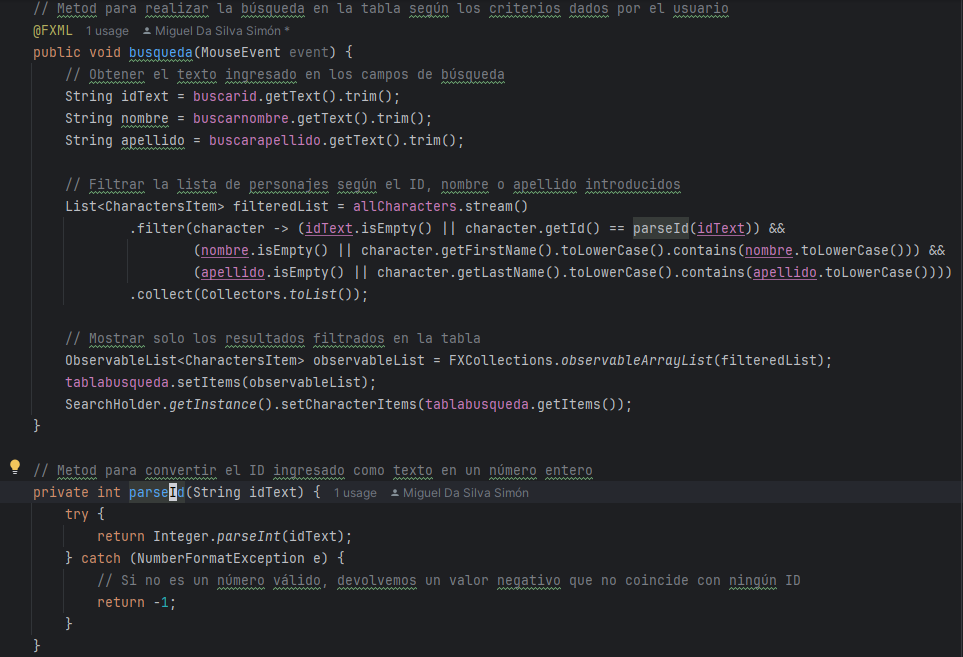 // Metod para realizar la búsqueda en la tabla según los criterios dados por el usuario
@FXML 1 usage Miguel Da Silva Simón *
public void busqueda(MouseEvent event) {
// Obtener el texto ingresado en los campos de búsqueda
String idText = buscarid.getText().trim();
String nombre = buscarnombre.getText().trim();
String apellido = buscarapellido.getText().trim();
// Filtrar la lista de personajes según el ID, nombre o apellido introducidos
List<CharactersItem> filteredList = allCharacters.stream()
.filter(character -> (idText.isEmpty() || character.getId() == parseId(idText)) &&
(nombre.isEmpty() || character.getFirstName().toLowerCase().contains(nombre.toLowerCase())) &&
(apellido.isEmpty() || character.getLastName().toLowerCase().contains(apellido.toLowerCase())))
.collect(Collectors.toList());
// Mostrar solo los resultados filtrados en la tabla
ObservableList<CharactersItem> observableList = FXCollections.observableArrayList(filteredList);
tablabusqueda.setItems(observableList);
SearchHolder.getInstance().setCharacterItems(tablabusqueda.getItems());
}
// Metod para convertir el ID ingresado como texto en un número entero
private int parseId(String idText) { 1 usage Miguel Da Silva Simón
try {
return Integer.parseInt(idText);
} catch (NumberFormatException e) {
// Si no es un número válido, devolvemos un valor negativo que no coincide con ningún ID
return -1;
}
}